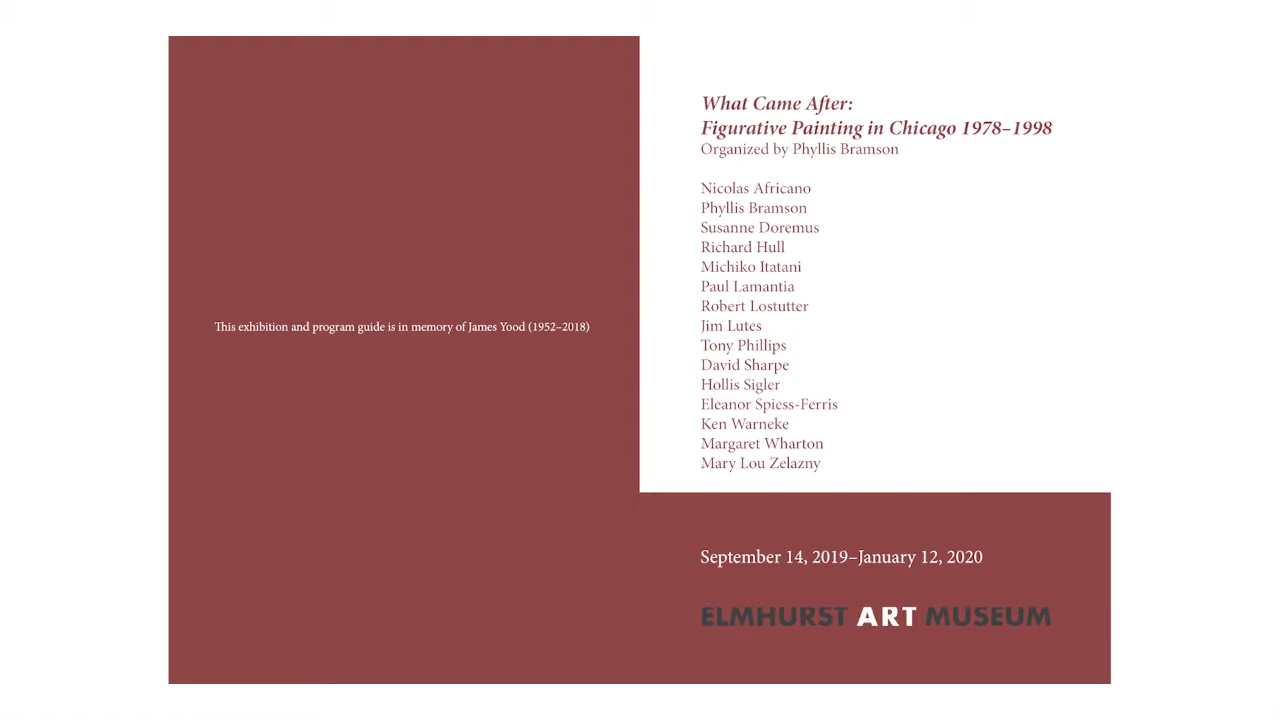 This exhibition and program guide is in memory of James Yood (1952–2018)
What Came After:
Figurative Painting in Chicago 1978–1998
Organized by Phyllis Bramson
Nicolas Africano
Phyllis Bramson
Susanne Doremus
Richard Hull
Michiko Itatani
Paul Lamantia
Robert Lostutter
Jim Lutes
Tony Phillips
David Sharpe
Hollis Sigler
Eleanor Spiess-Ferris
Ken Warneke
Margaret Wharton
Mary Lou Zelazny
September 14, 2019–January 12, 2020
ELMHURST ART MUSEUM